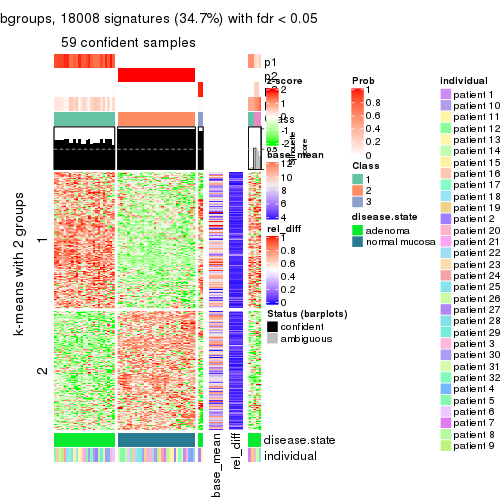 bgroups, 18008 signatures (34.7%) with fdr < 0.05
59 confident samples
p1
p2
z-score
2
1
0
-1
-2
Class
base_mean
12
10
8
6
4
rel_diff
1
0.8
0.6
0.4
0.2
0
Status (barplots)
confident
ambiguous
0.5
score
k-means with 2 groups
1
2
base_mean
rel_diff
disease.state
individual
Prob
1
0.8
0.6
0.4
0.2
0
Class
1
2
3
disease.state
adenoma
normal mucosa
individual
patient 1
patient 10
patient 11
patient 12
patient 13
patient 14
patient 15
patient 16
patient 17
patient 18
patient 19
patient 2
patient 20
patient 21
patient 22
patient 23
patient 24
patient 25
patient 26
patient 27
patient 28
patient 29
patient 3
patient 30
patient 31
patient 32
patient 4
patient 5
patient 6
patient 7
patient 8
patient 9